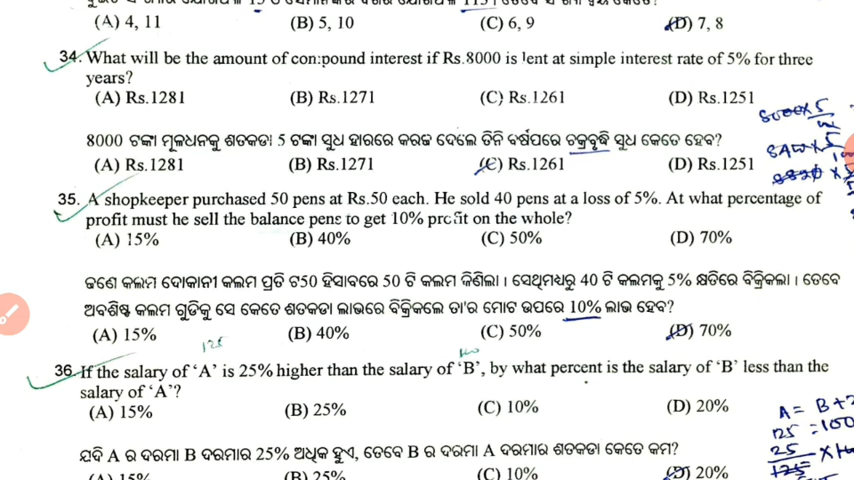 (A) 4, 11 (B) 5, 10 (C) 6, 9 (D) 7, 8
34. What will be the amount of compound interest if Rs.8000 is lent at simple interest rate of 5% for three
years?
(A) Rs.1281 (B) Rs.1271 (C) Rs.1261 (D) Rs.1251
8000 ଟଙ୍କା ମୂଳଧନକୁ ଶତକଡା 5 ଟଙ୍କା ସୁଧ ହାରରେ କରଜ ଦେଲେ ତିନି ବର୍ଷପରେ ଚକ୍ରବୃଦ୍ଧି ସୁଧ କେତେ ହେବ?
(A) Rs.1281 (B) Rs.1271 (C) Rs.1261 (D) Rs.1251
35. A shopkeeper purchased 50 pens at Rs.50 each. He sold 40 pens at a loss of 5%. At what percentage of
profit must he sell the balance pens to get 10% profit on the whole?
(A) 15% (B) 40% (C) 50% (D) 70%
ଜଣେ କଲମ ଦୋକାନୀ କଲମ ପ୍ରତି ଟ50 ହିସାବରେ 50 ଟି କଲମ କିଣିଲା । ସେଥିମଧ୍ୟରୁ 40 ଟି କଲମକୁ 5% କ୍ଷତିରେ ବିକ୍ରିକଲା । ତେବେ
ଅବଶିଷ୍ଟ କଲମ ଗୁଡିକୁ ସେ କେତେ ଶତକଡା ଲାଭରେ ବିକ୍ରିକଲେ ତା'ର ମୋଟ ଉପରେ 10% ଲାଭ ହେବ?
(A) 15% (B) 40% (C) 50% (D) 70%
125 100
36. If the salary of ‘A’ is 25% higher than the salary of ‘B’, by what percent is the salary of ‘B’ less than the
salary of ‘A’?
(A) 15% (B) 25% (C) 10% (D) 20%
A = B +
125 = 100
25
125
ଯଦି A ର ଦରମା B ଦରମାର 25% ଅଧିକ ହୁଏ, ତେବେ B ର ଦରମା A ଦରମାର ଶତକଡା କେତେ କମ?
(A) 15% (B) 25% (C) 10% (D) 20%